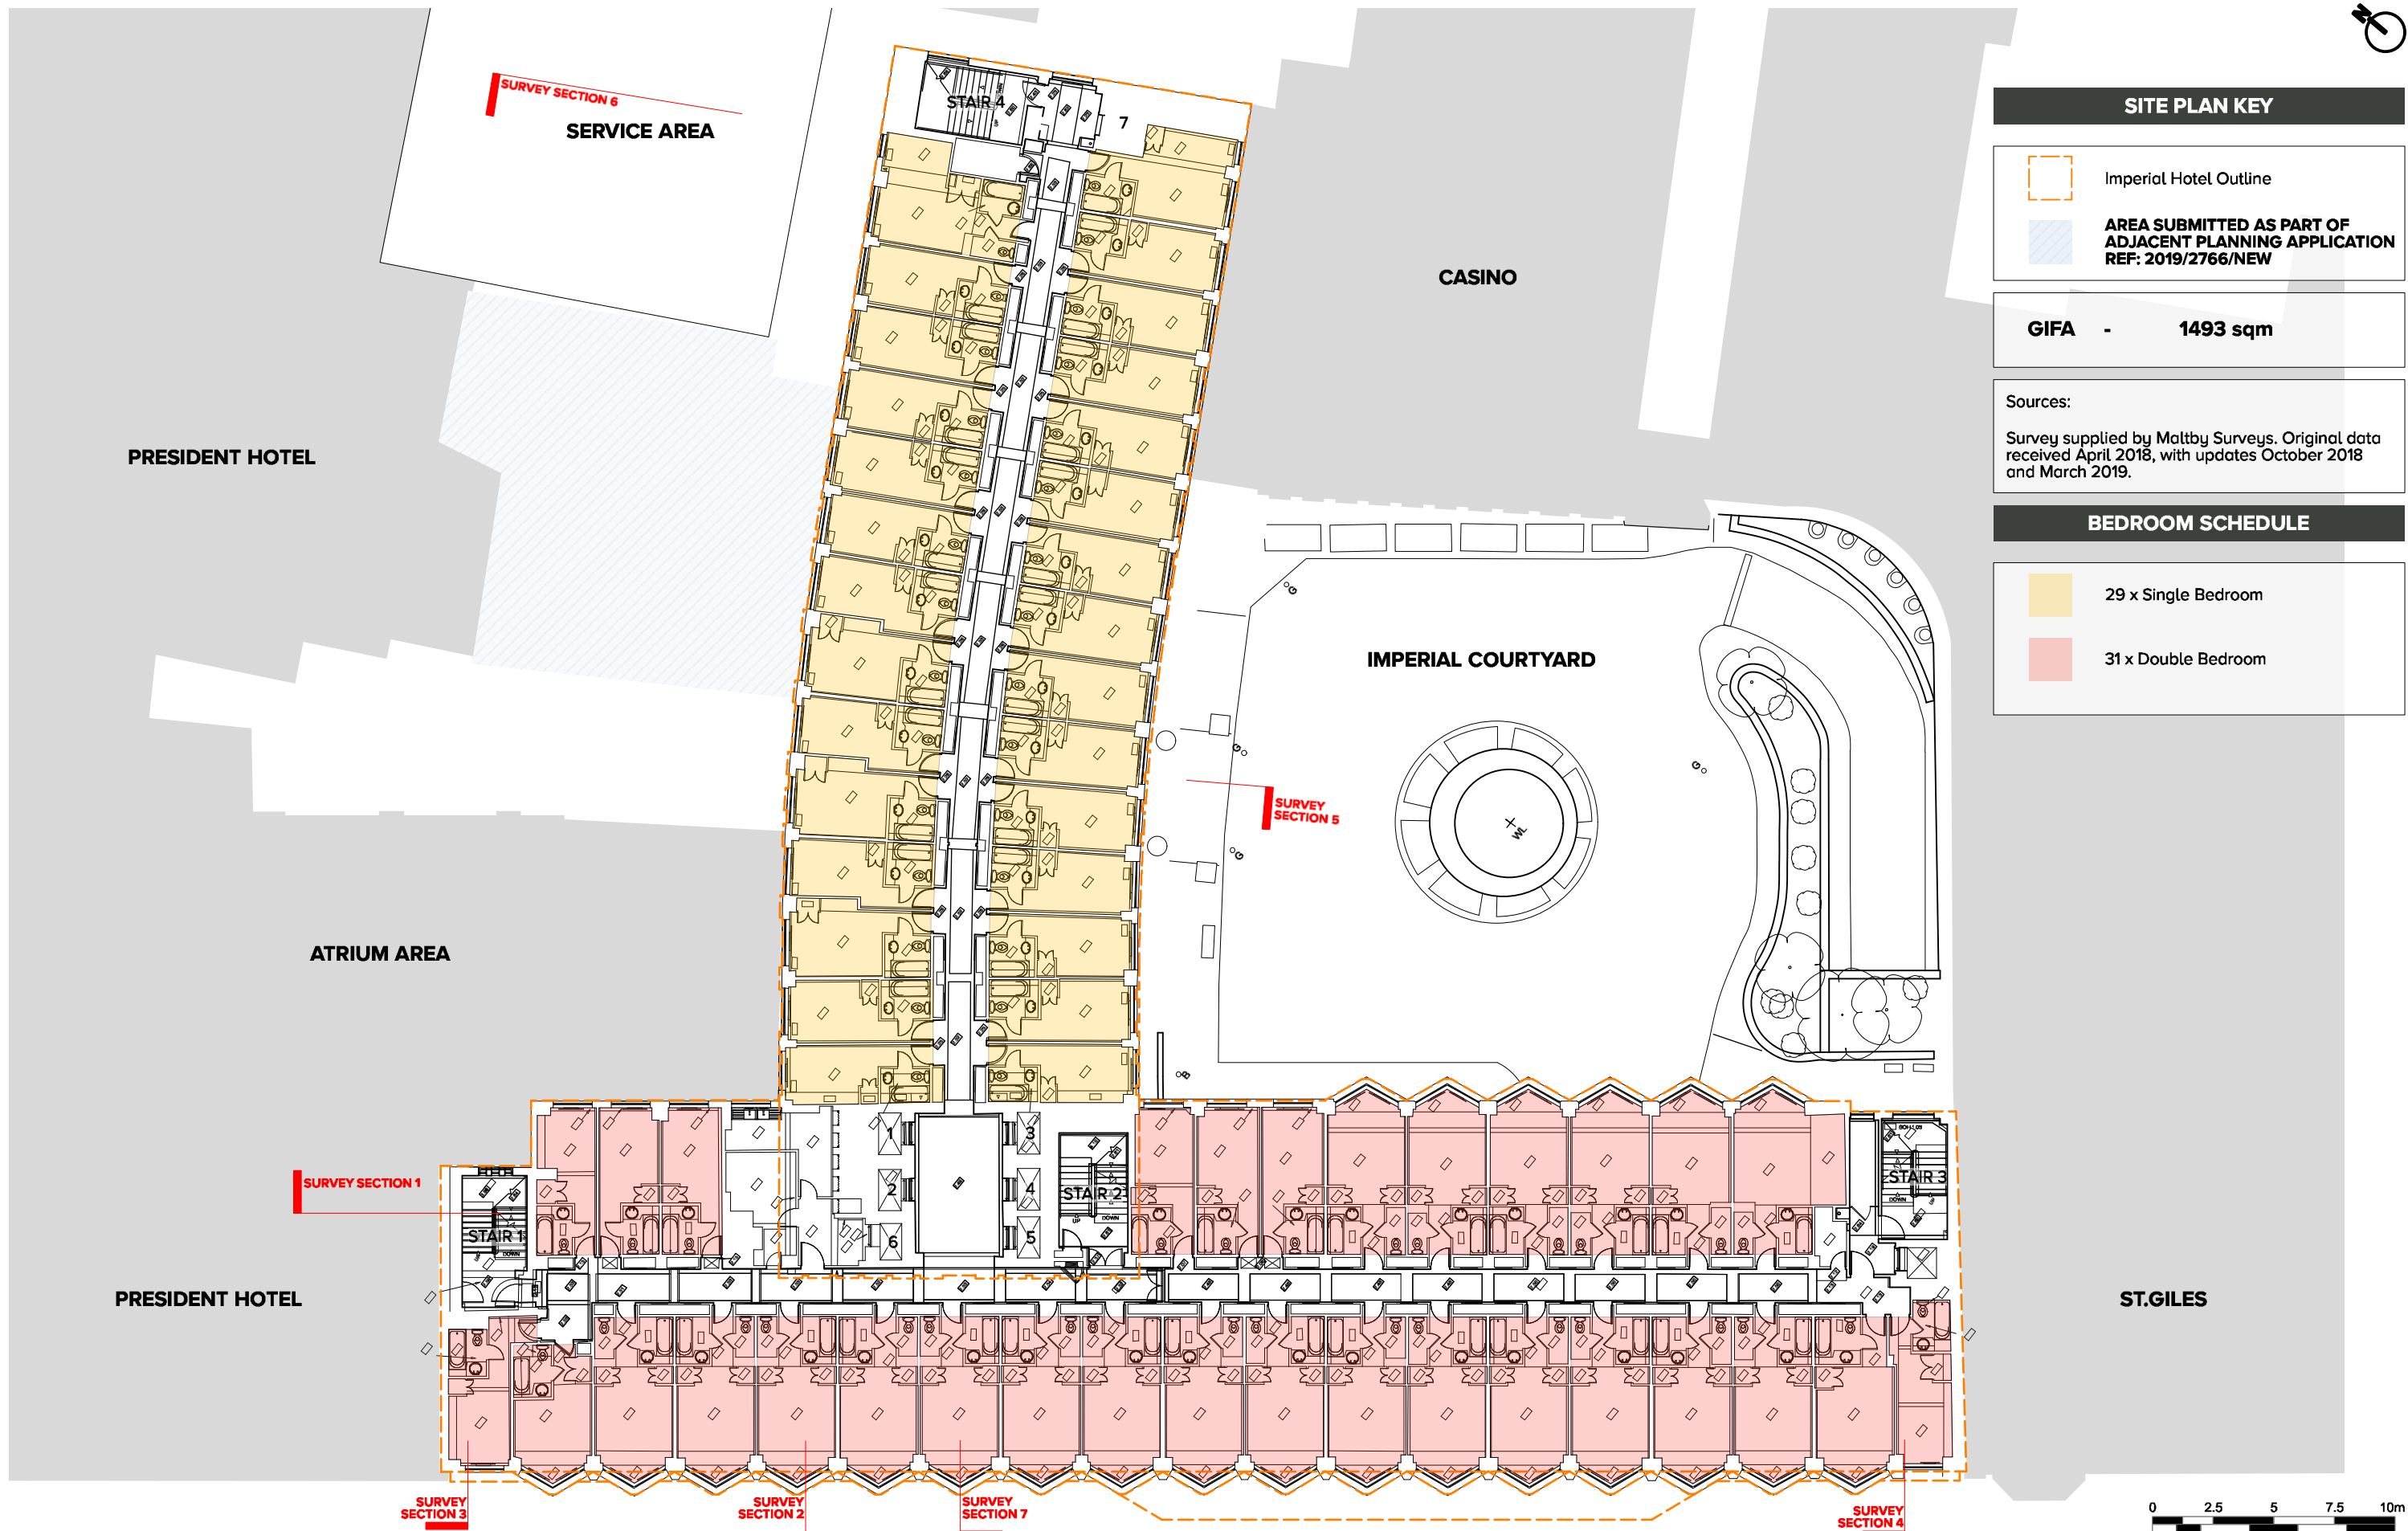 N
SITE PLAN KEY
Imperial Hotel Outline
AREA SUBMITTED AS PART OF
ADJACENT PLANNING APPLICATION
REF: 2019/2766/NEW
GIFA - 1493 sqm
Sources:
Survey supplied by Maltby Surveys. Original data
received April 2018, with updates October 2018
and March 2019.
BEDROOM SCHEDULE
29 x Single Bedroom
31 x Double Bedroom
SURVEY SECTION 6
SERVICE AREA
STAIR 4
7
CASINO
PRESIDENT HOTEL
IMPERIAL COURTYARD
G
G
G
G
WL
SURVEY
SECTION 5
ATRIUM AREA
SURVEY SECTION 1
STAIR 1
DOWN
1
2
6
3
4
5
STAIR 2
UP
DOWN
STAIR 3
DOWN
PRESIDENT HOTEL
ST.GILES
SURVEY
SECTION 3
SURVEY
SECTION 2
SURVEY
SECTION 7
SURVEY
SECTION 4
0 2.5 5 7.5 10m